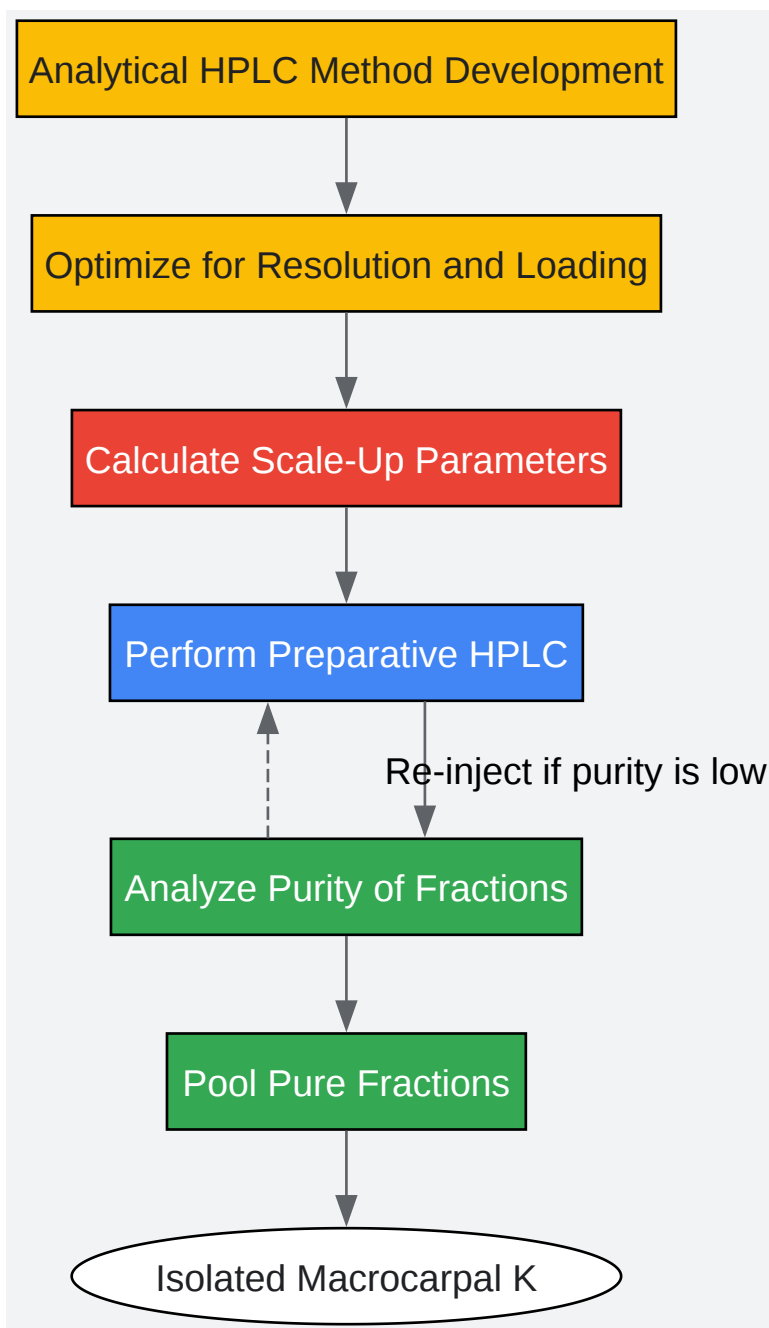 Analytical HPLC Method Development
Optimize for Resolution and Loading
Calculate Scale-Up Parameters
Perform Preparative HPLC
Re-inject if purity is low
Analyze Purity of Fractions
Pool Pure Fractions
Isolated Macrocarpal K